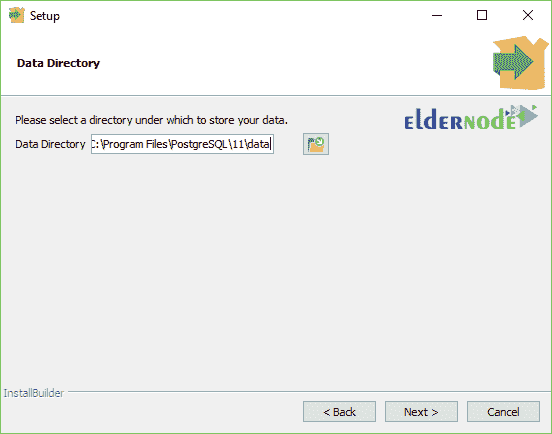 Setup
Data Directory
Please select a directory under which to store your data.
eldernode
Data Directory C:\Program Files\PostgreSQL\11\data
InstallBuilder
< Back Next > Cancel